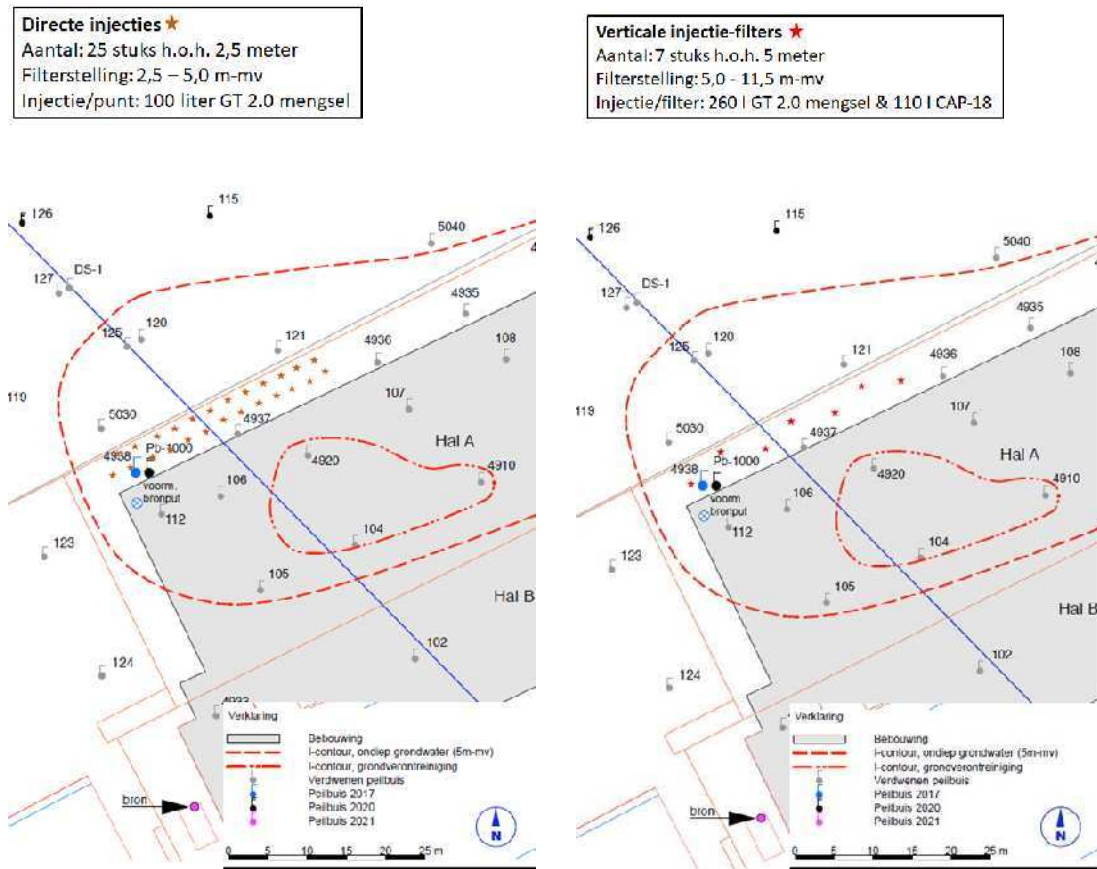 Directe injecties
Aantal: 25 stuks h.o.h. 2,5 meter
Filterstelling: 2,5 – 5,0 m-mv
Injectie/punt: 100 liter GT 2.0 mengsel
Verticale injectie-filters
Aantal: 7 stuks h.o.h. 5 meter
Filterstelling: 5,0 - 11,5 m-mv
Injectie/filter: 260 l GT 2.0 mengsel & 110 l CAP-18
126
115
5040
127
DS-1
4935
125
120
121
4936
108
119
107
5030
4937
Hal A
4938
Pb-1000
4920
4910
voorm.
bronput
106
112
104
123
105
Hal B
102
124
4933
Verklaring
Bebouwing
I-contour, ondiep grondwater (5m-mv)
I-contour, grondverontreiniging
Verdwenen peilbuis
Peilbuis 2017
Peilbuis 2020
Peilbuis 2021
bron
N
0 5 10 15 20 25 m
126
115
5040
127
DS-1
4935
125
120
121
4936
108
119
107
5030
4937
Hal A
4938
Pb-1000
4920
4910
voorm.
bronput
106
112
104
123
105
Hal B
102
124
Verklaring
Bebouwing
I-contour, ondiep grondwater (5m-mv)
I-contour, grondverontreiniging
Verdwenen peilbuis
Peilbuis 2017
Peilbuis 2020
Peilbuis 2021
bron
N
0 5 10 15 20 25 m